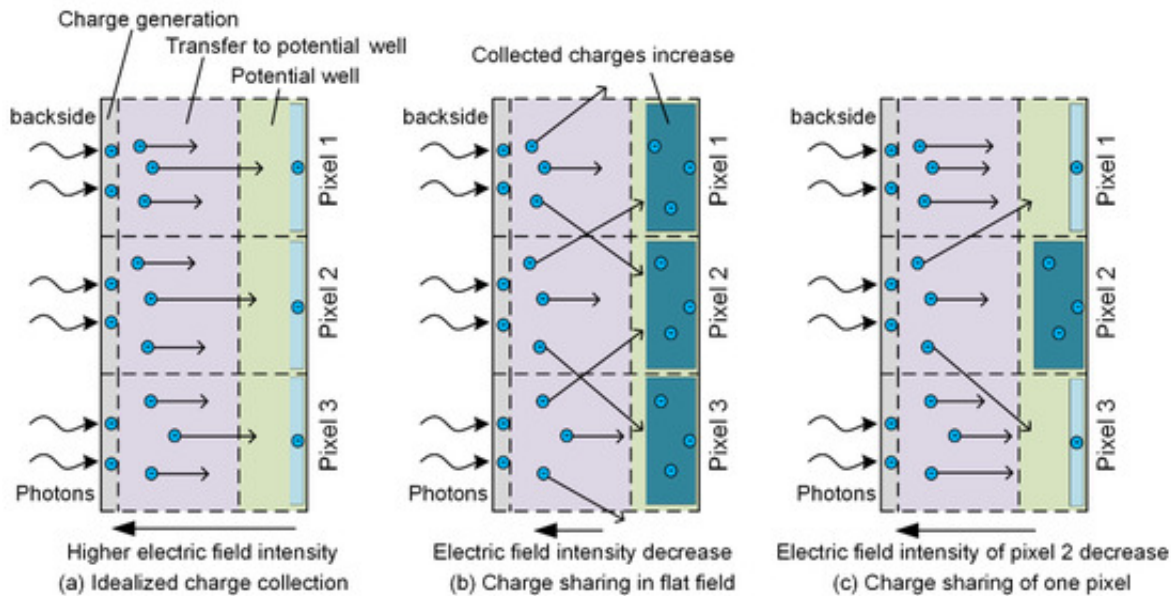 Charge generation
Transfer to potential well
Potential well
backside
Pixel 1
Pixel 2
Pixel 3
Photons
Higher electric field intensity
(a) Idealized charge collection
Collected charges increase
backside
Pixel 1
Pixel 2
Pixel 3
Photons
Electric field intensity decrease
(b) Charge sharing in flat field
backside
Pixel 1
Pixel 2
Pixel 3
Photons
Electric field intensity of pixel 2 decrease
(c) Charge sharing of one pixel